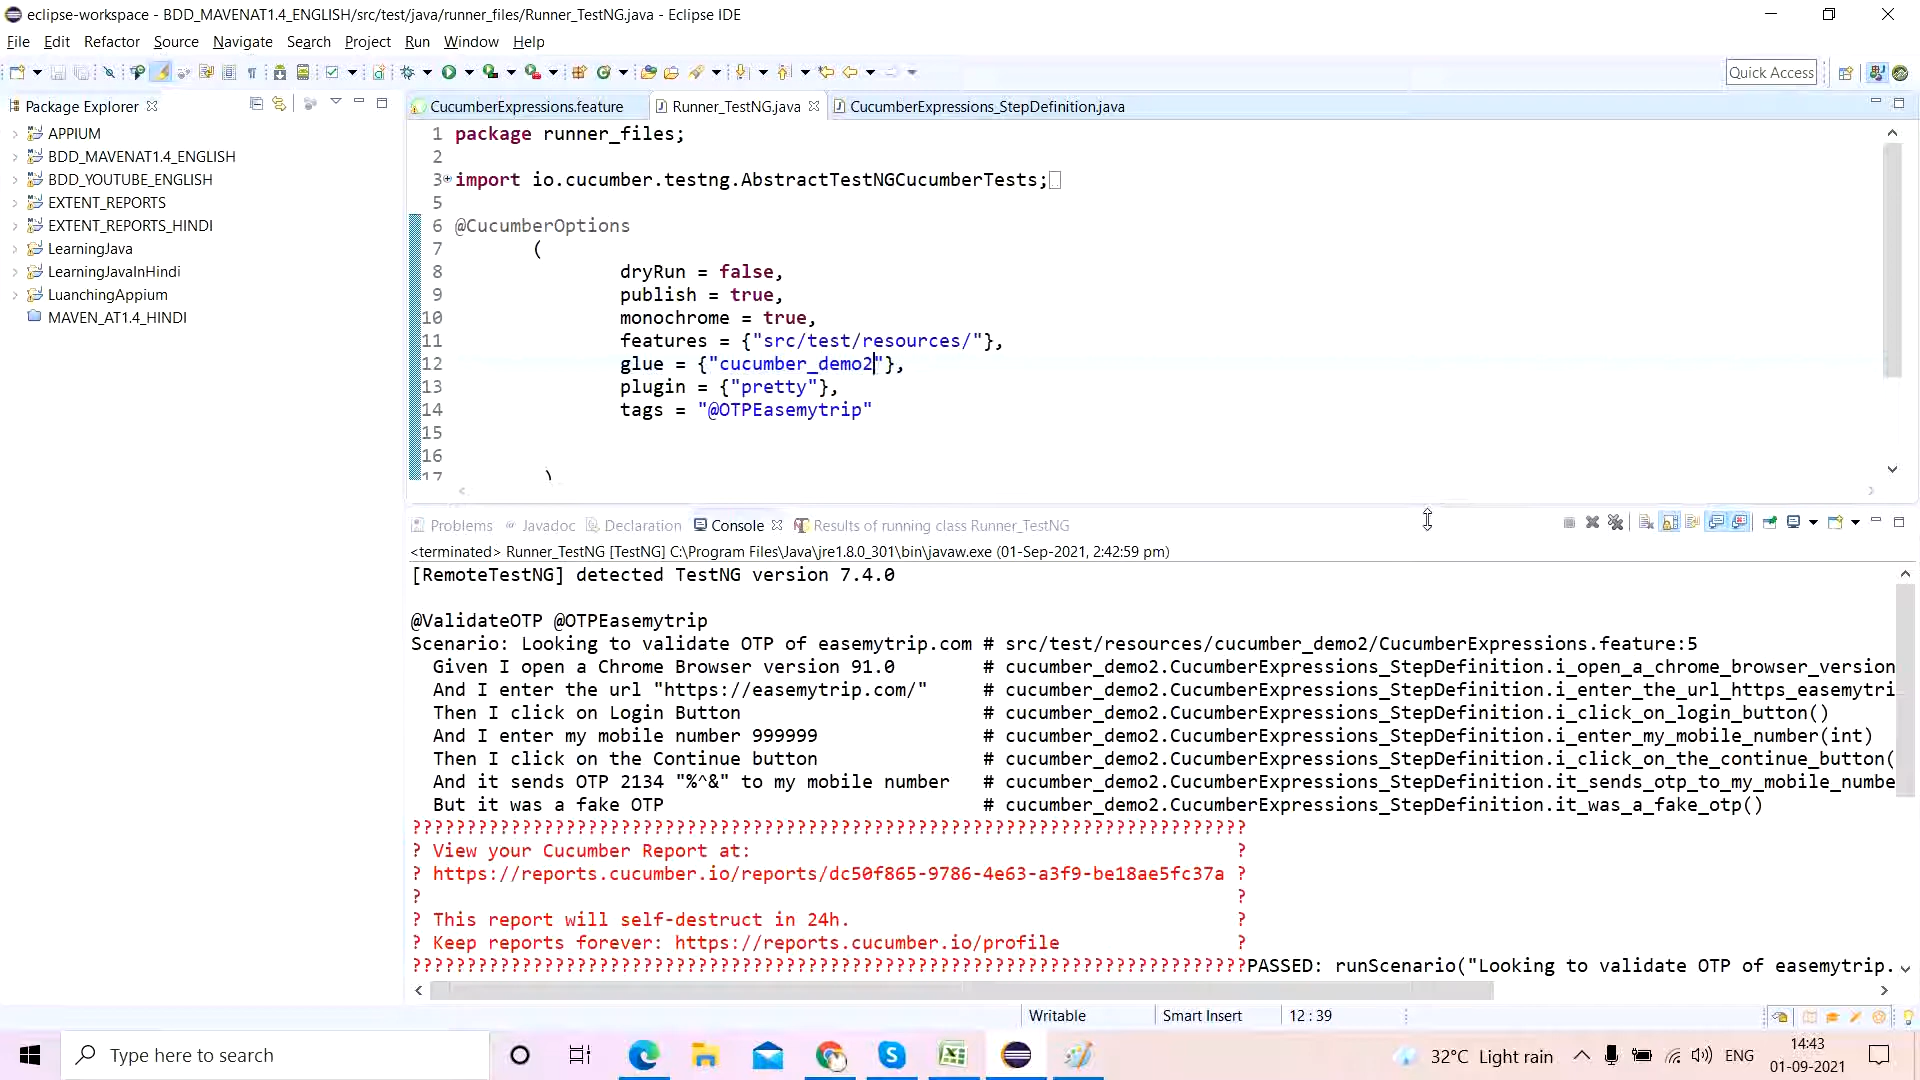 eclipse-workspace - BDD_MAVENAT1.4_ENGLISH/src/test/java/runner_files/Runner_TestNG.java - Eclipse IDE
File Edit Refactor Source Navigate Search Project Run Window Help
Quick Access
Package Explorer
APPIUM
BDD_MAVENAT1.4_ENGLISH
BDD_YOUTUBE_ENGLISH
EXTENT_REPORTS
EXTENT_REPORTS_HINDI
LearningJava
LearningJavaInHindi
LuanchingAppium
MAVEN_AT1.4_HINDI
CucumberExpressions.feature Runner_TestNG.java CucumberExpressions_StepDefinition.java
1 package runner_files;
2
3 import io.cucumber.testng.AbstractTestNGCucumberTests;
5
6 @CucumberOptions
7 (
8 dryRun = false,
9 publish = true,
10 monochrome = true,
11 features = {"src/test/resources/"},
12 glue = {"cucumber_demo2"},
13 plugin = {"pretty"},
14 tags = "@OTPEasemytrip"
15
16
17 )
Problems Javadoc Declaration Console Results of running class Runner_TestNG
<terminated> Runner_TestNG [TestNG] C:\Program Files\Java\jre1.8.0_301\bin\javaw.exe (01-Sep-2021, 2:42:59 pm)
[RemoteTestNG] detected TestNG version 7.4.0
@ValidateOTP @OTPEasemytrip
Scenario: Looking to validate OTP of easemytrip.com # src/test/resources/cucumber_demo2/CucumberExpressions.feature:5
Given I open a Chrome Browser version 91.0 # cucumber_demo2.CucumberExpressions_StepDefinition.i_open_a_chrome_browser_version
And I enter the url "https://easemytrip.com/" # cucumber_demo2.CucumberExpressions_StepDefinition.i_enter_the_url_https_easemytri
Then I click on Login Button # cucumber_demo2.CucumberExpressions_StepDefinition.i_click_on_login_button()
And I enter my mobile number 999999 # cucumber_demo2.CucumberExpressions_StepDefinition.i_enter_my_mobile_number(int)
Then I click on the Continue button # cucumber_demo2.CucumberExpressions_StepDefinition.i_click_on_the_continue_button(
And it sends OTP 2134 "%^&" to my mobile number # cucumber_demo2.CucumberExpressions_StepDefinition.it_sends_otp_to_my_mobile_numbe
But it was a fake OTP # cucumber_demo2.CucumberExpressions_StepDefinition.it_was_a_fake_otp()
????????????????????????????????????????????????????????????????????????????
? View your Cucumber Report at: ?
? https://reports.cucumber.io/reports/dc50f865-9786-4e63-a3f9-be18ae5fc37a ?
? ?
? This report will self-destruct in 24h. ?
? Keep reports forever: https://reports.cucumber.io/profile ?
????????????????????????????????????????????????????????????????????????????PASSED: runScenario("Looking to validate OTP of easemytrip.
Writable Smart Insert 12 : 39
Type here to search
32°C Light rain
ENG
14:43
01-09-2021